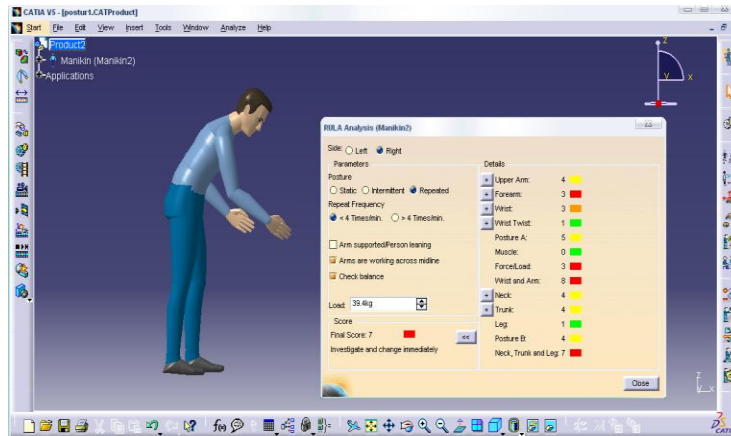 CATIA V5 - [postur1.CATProduct]
Start File Edit View Insert Tools Window Analyze Help
Product2
Manikin (Manikin2)
Applications
z
y x
RULA Analysis (Manikin2)
Side: Left Right
Parameters
Posture
Static Intermittent Repeated
Repeat Frequency
< 4 Times/min. > 4 Times/min.
Arm supported/Person leaning
Arms are working across midline
Check balance
Load: 39.4kg
Score
Final Score: 7 <<
Investigate and change immediately
Details
+ Upper Arm: 4
+ Forearm: 3
+ Wrist: 3
+ Wrist Twist: 1
Posture A: 5
Muscle: 0
Force/Load: 3
Wrist and Arm: 8
+ Neck: 4
+ Trunk: 4
Leg: 1
Posture B: 4
Neck, Trunk and Leg: 7
Close
z
x
f(x)
CATIA